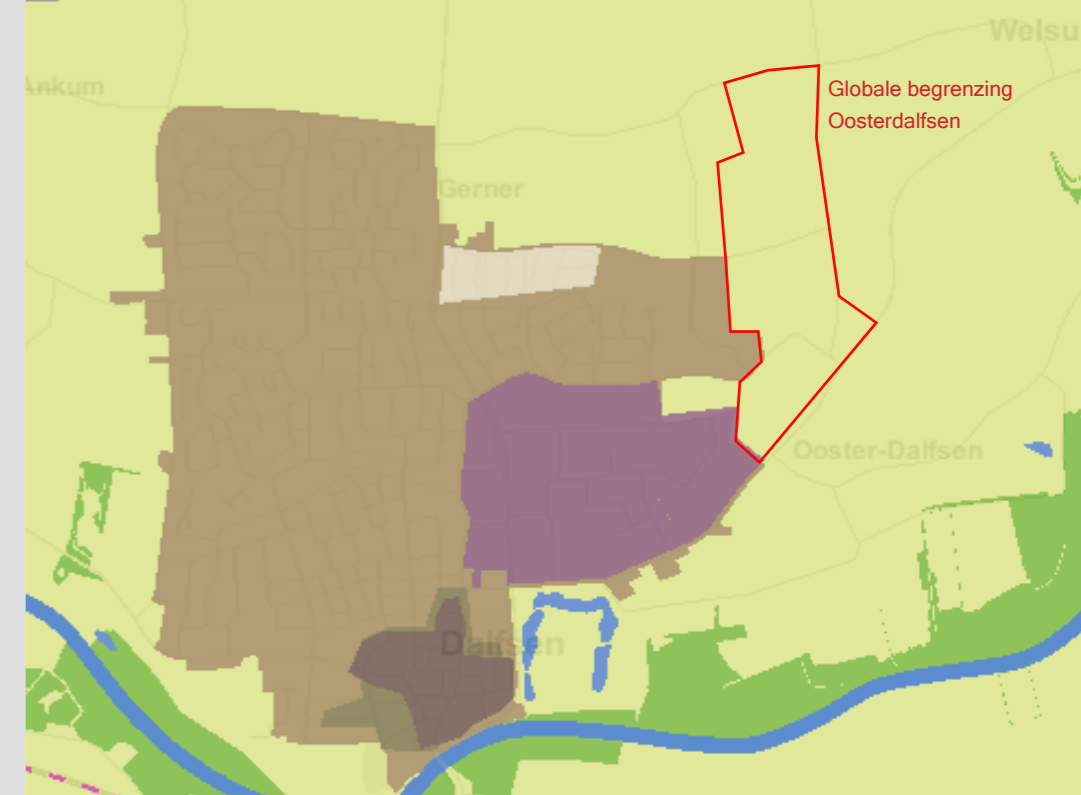 Welsu
Ankum
Globale begrenzing
Oosterdalfsen
Gerner
Ooster-Dalfsen
Dalfsen